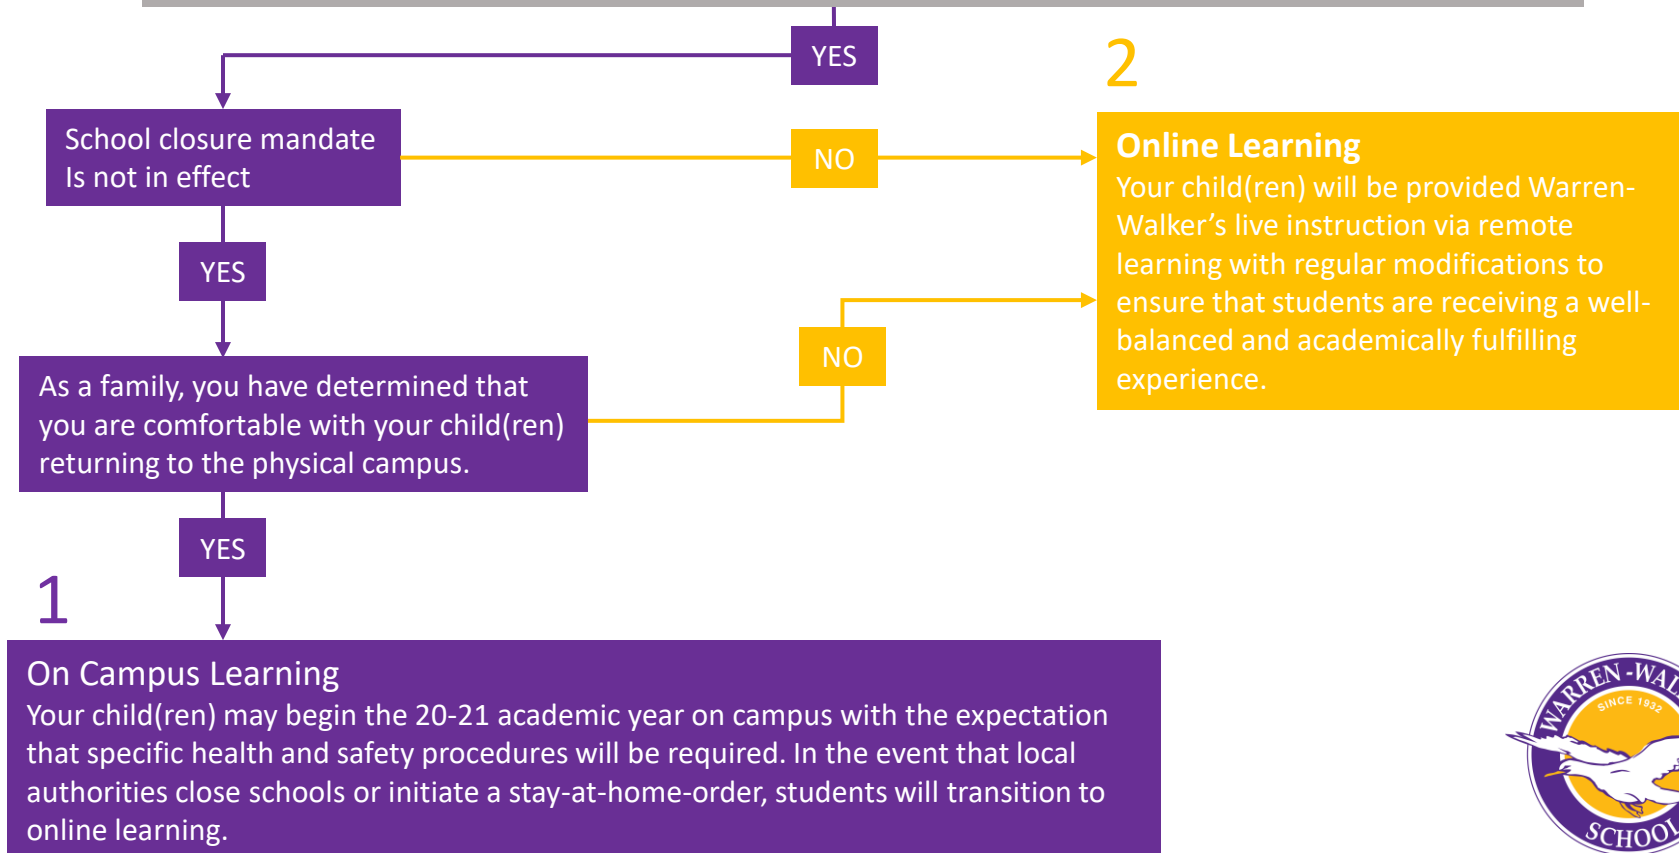 YES
2
School closure mandate
Is not in effect
NO
Online Learning
Your child(ren) will be provided Warren-
Walker’s live instruction via remote
learning with regular modifications to
ensure that students are receiving a well-
balanced and academically fulfilling
experience.
YES
NO
As a family, you have determined that
you are comfortable with your child(ren)
returning to the physical campus.
YES
1
On Campus Learning
Your child(ren) may begin the 20-21 academic year on campus with the expectation
that specific health and safety procedures will be required. In the event that local
authorities close schools or initiate a stay-at-home-order, students will transition to
online learning.
WARREN-WAL
SINCE 1932
SCHOOL